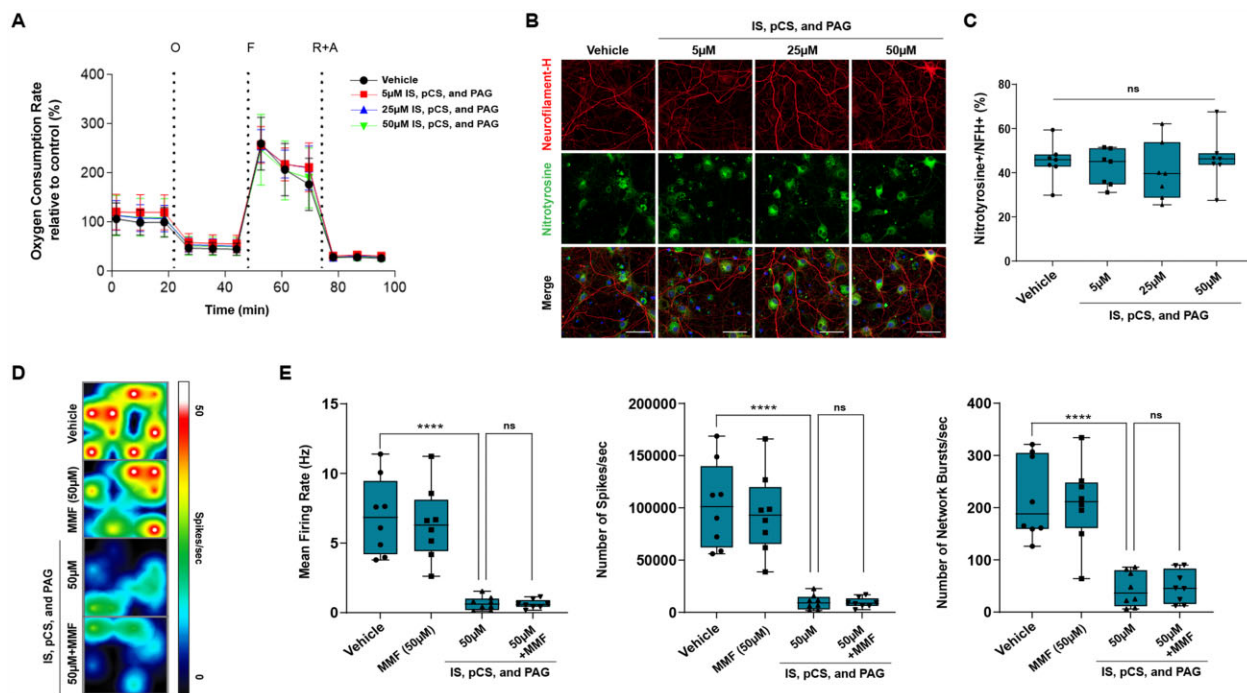 A
O
F
R+A
Oxygen Consumption Rate
relative to control (%)
400
300
200
100
0
0
20
40
60
80
100
Time (min)
Vehicle
5µM IS, pCS, and PAG
25µM IS, pCS, and PAG
50µM IS, pCS, and PAG
B
IS, pCS, and PAG
Vehicle
5µM
25µM
50µM
Neurofilament-H
Nitrotyrosine
Merge
C
Nitrotyrosine+/NFH+ (%)
80
60
40
20
0
ns
Vehicle
5µM
25µM
50µM
IS, pCS, and PAG
D
Vehicle
MMF (50µM)
50µM
50µM+MMF
IS, pCS, and PAG
50
Spikes/sec
0
E
Mean Firing Rate (Hz)
15
10
5
0
****
ns
Vehicle
MMF (50µM)
50µM
50µM
+MMF
IS, pCS, and PAG
Number of Spikes/sec
200000
150000
100000
50000
0
****
ns
Vehicle
MMF (50µM)
50µM
50µM
+MMF
IS, pCS, and PAG
Number of Network Bursts/sec
400
300
200
100
0
****
ns
Vehicle
MMF (50µM)
50µM
50µM
+MMF
IS, pCS, and PAG